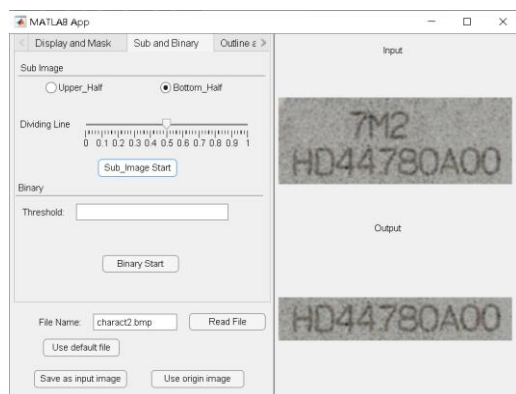 MATLAB App
Display and Mask
Sub and Binary
Outline &
Sub Image
Upper_Half
Bottom_Half
Dividing Line
0 0.1 0.2 0.3 0.4 0.5 0.6 0.7 0.8 0.9 1
Sub_Image Start
Binary
Threshold:
Binary Start
File Name:
charact2.bmp
Read File
Use default file
Save as input image
Use origin image
Input
7M2
HD44780A00
Output
HD44780A00